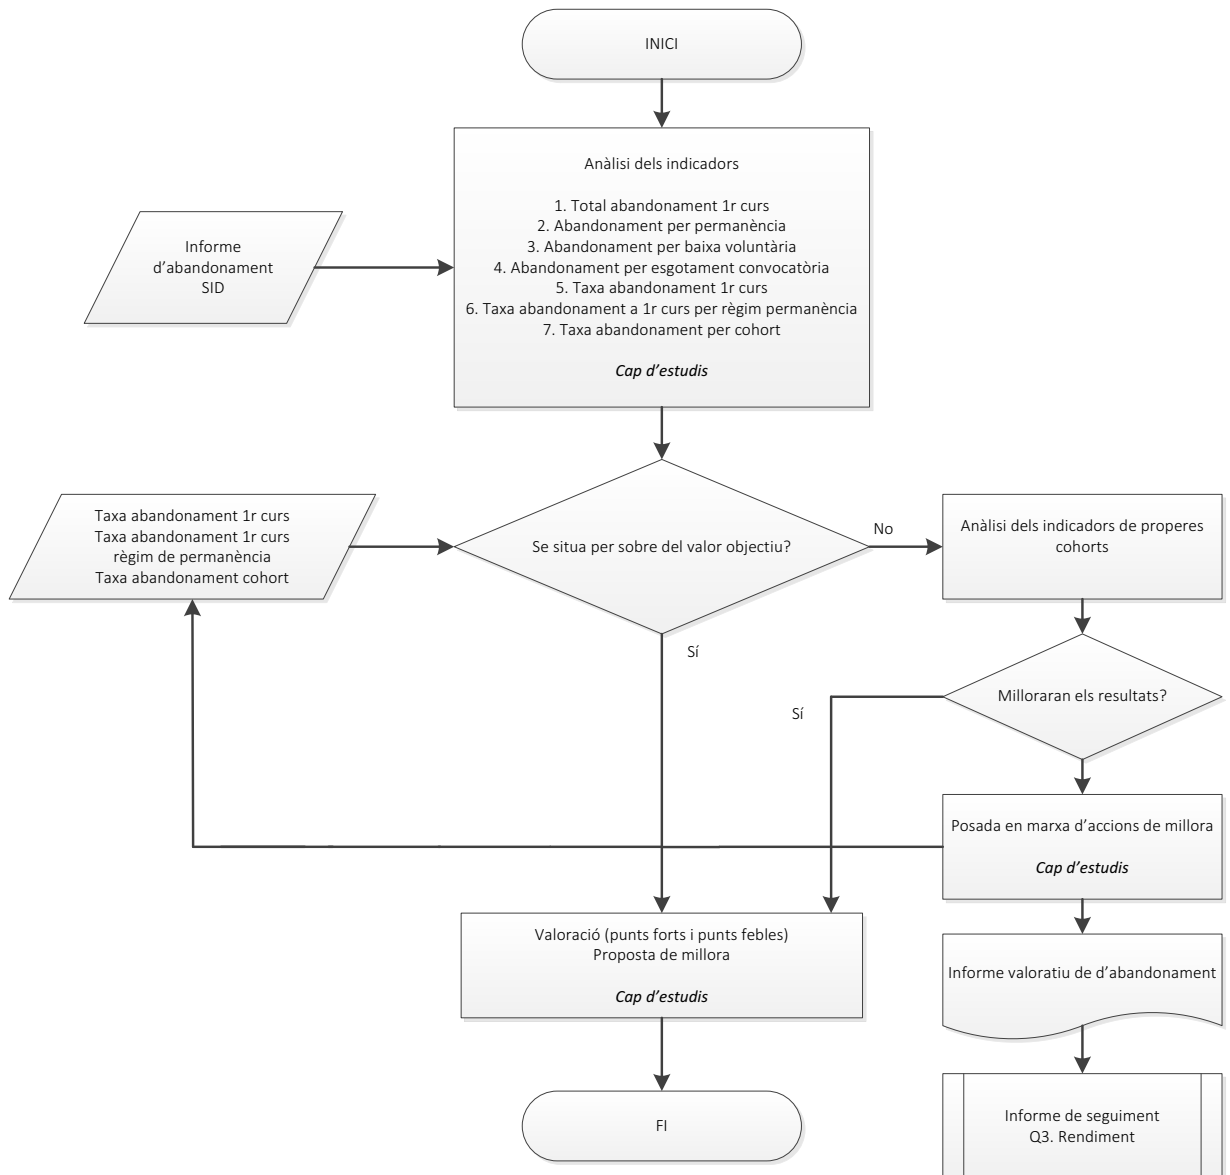 INICI
Anàlisi dels indicadors
1. Total abandonament 1r curs
2. Abandonament per permanència
3. Abandonament per baixa voluntària
4. Abandonament per esgotament convocatòria
5. Taxa abandonament 1r curs
6. Taxa abandonament a 1r curs per règim permanència
7. Taxa abandonament per cohort
Cap d’estudis
Informe
d’abandonament
SID
Taxa abandonament 1r curs
Taxa abandonament 1r curs
règim de permanència
Taxa abandonament cohort
Se situa per sobre del valor objectiu?
No
Anàlisi dels indicadors de properes
cohorts
Sí
Milloraran els resultats?
Sí
Posada en marxa d’accions de millora
Cap d’estudis
Valoració (punts forts i punts febles)
Proposta de millora
Cap d’estudis
Informe valoratiu de d’abandonament
FI
Informe de seguiment
Q3. Rendiment